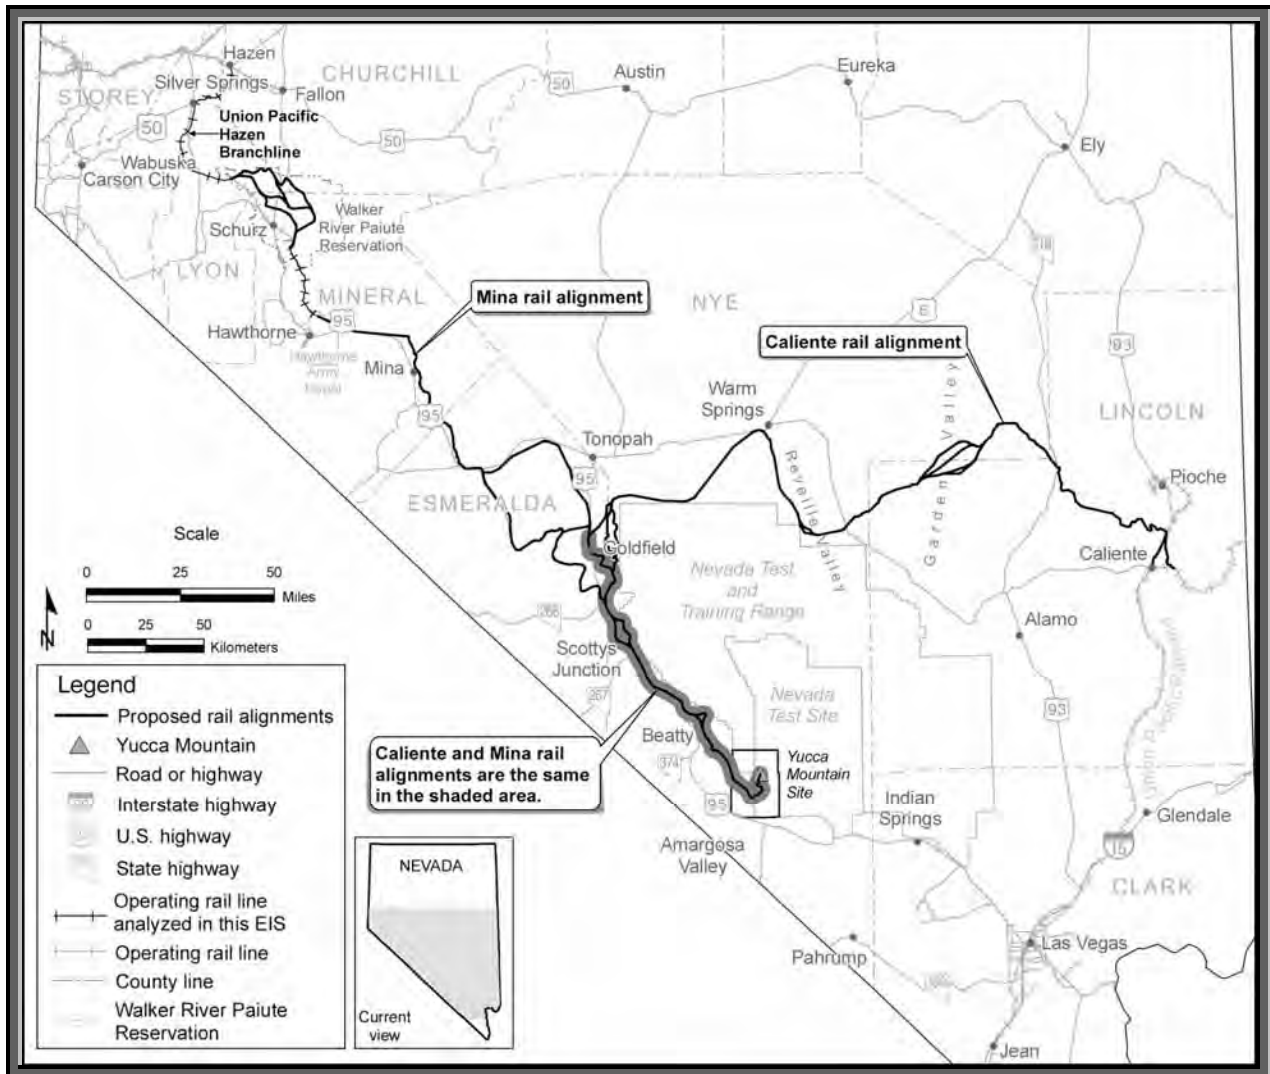 Hazen
CHURCHILL
Silver Springs
STOREY
Fallon
50
Austin
Eureka
Union Pacific
Hazen
Branchline
50
50
Ely
Wabuska
Carson City
Walker
River Paiute
Reservation
Schurz
LYON
MINERAL
Mina rail alignment
NYE
6
Hawthorne
95
Hawthorne
Army
Caliente rail alignment
93
Mina
Warm
Springs
LINCOLN
95
Tonopah
Garden Valley
Reveille Valley
Pioche
95
ESMERALDA
Scale
Goldfield
Caliente
0 25 50
Miles
Nevada Test
and
Training Range
N
0 25 50
Kilometers
Alamo
Scottys
Junction
Legend
Proposed rail alignments
Yucca Mountain
Road or highway
Interstate highway
U.S. highway
State highway
Operating rail line
analyzed in this EIS
Operating rail line
County line
Walker River Paiute
Reservation
267
Nevada
Test Site
93
Beatty
Caliente and Mina rail
alignments are the same
in the shaded area.
374
Yucca
Mountain
Site
95
Indian
Springs
Glendale
Amargosa
Valley
15
CLARK
NEVADA
Current
view
Las Vegas
Pahrump
Jean